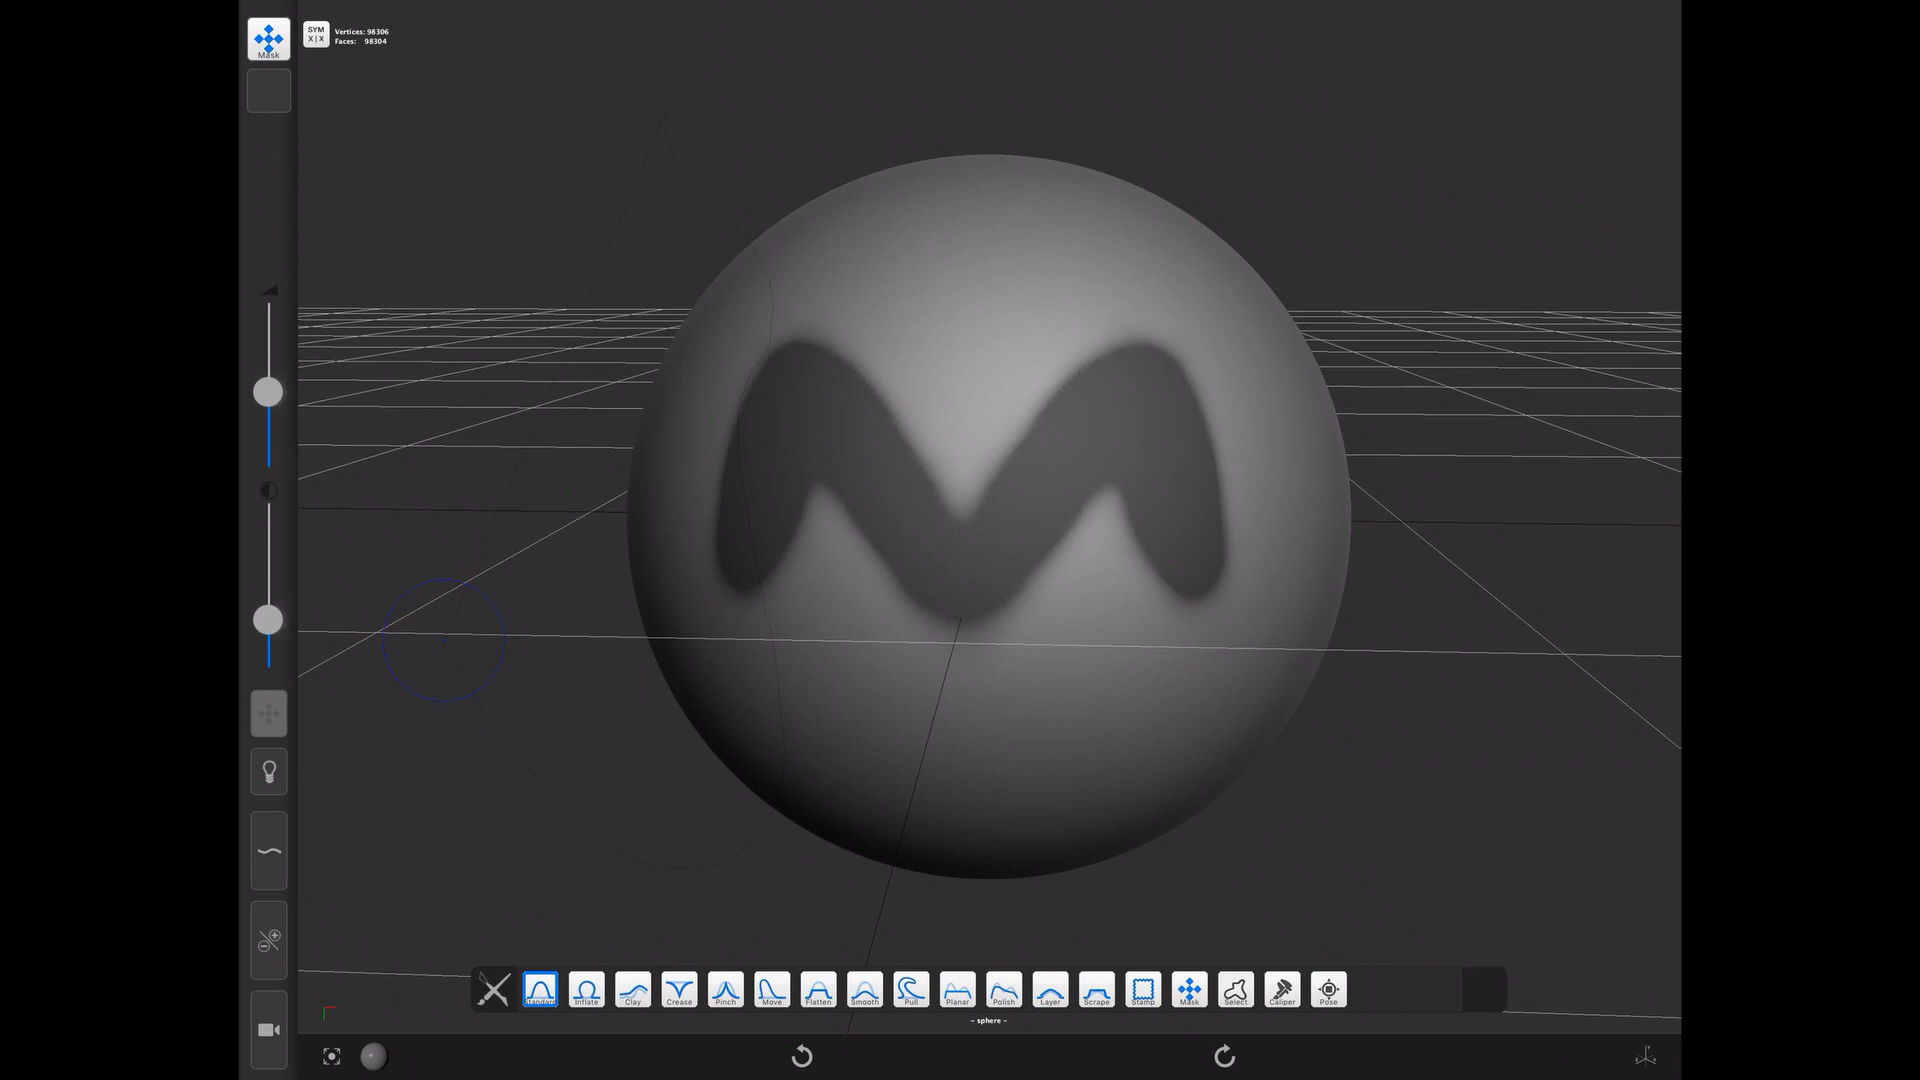 Mask
SYM
X|X
Vertices: 98306
Faces: 98304
M
Standard
Inflate
Clay
Crease
Pinch
Move
Flatten
Smooth
Pull
Planar
Polish
Layer
Scrape
Stamp
Mask
Select
Caliper
Pose
- sphere -